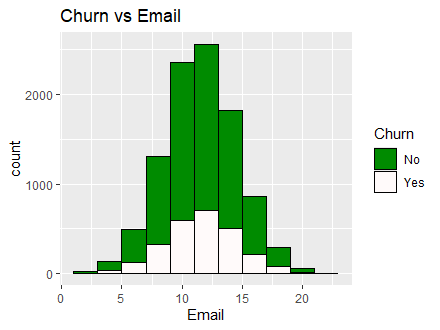 Churn vs Email
count
2000
1000
0
0 5 10 15 20
Email
Churn
No
Yes